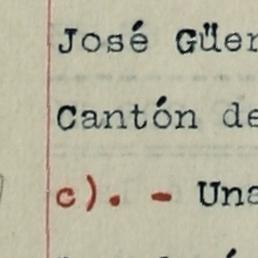 José Güer
Cantón de
c). - Una